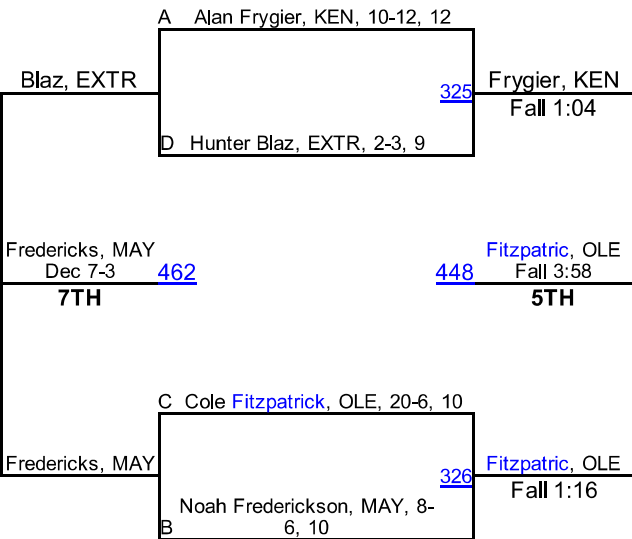 A Alan Frygier, KEN, 10-12, 12
Blaz, EXTR
325
Frygier, KEN
Fall 1:04
D Hunter Blaz, EXTR, 2-3, 9
Fredericks, MAY
Dec 7-3
462
7TH
448
Fitzpatric, OLE
Fall 3:58
5TH
C Cole Fitzpatrick, OLE, 20-6, 10
Fredericks, MAY
326
Fitzpatric, OLE
Fall 1:16
Noah Frederickson, MAY, 8-
B 6, 10